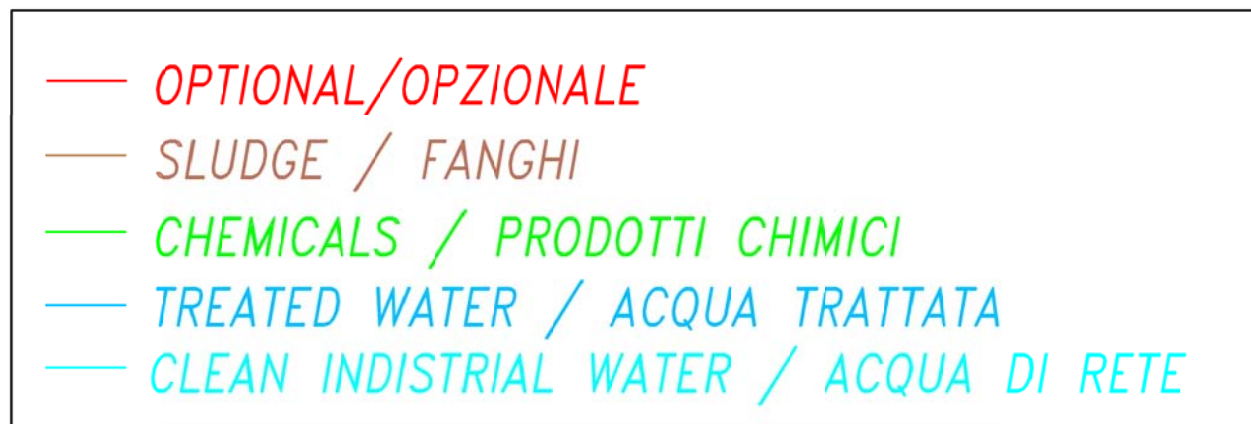 OPTIONAL/OPZIONALE
SLUDGE / FANGHI
CHEMICALS / PRODOTTI CHIMICI
TREATED WATER / ACQUA TRATTATA
CLEAN INDISTRIAL WATER / ACQUA DI RETE